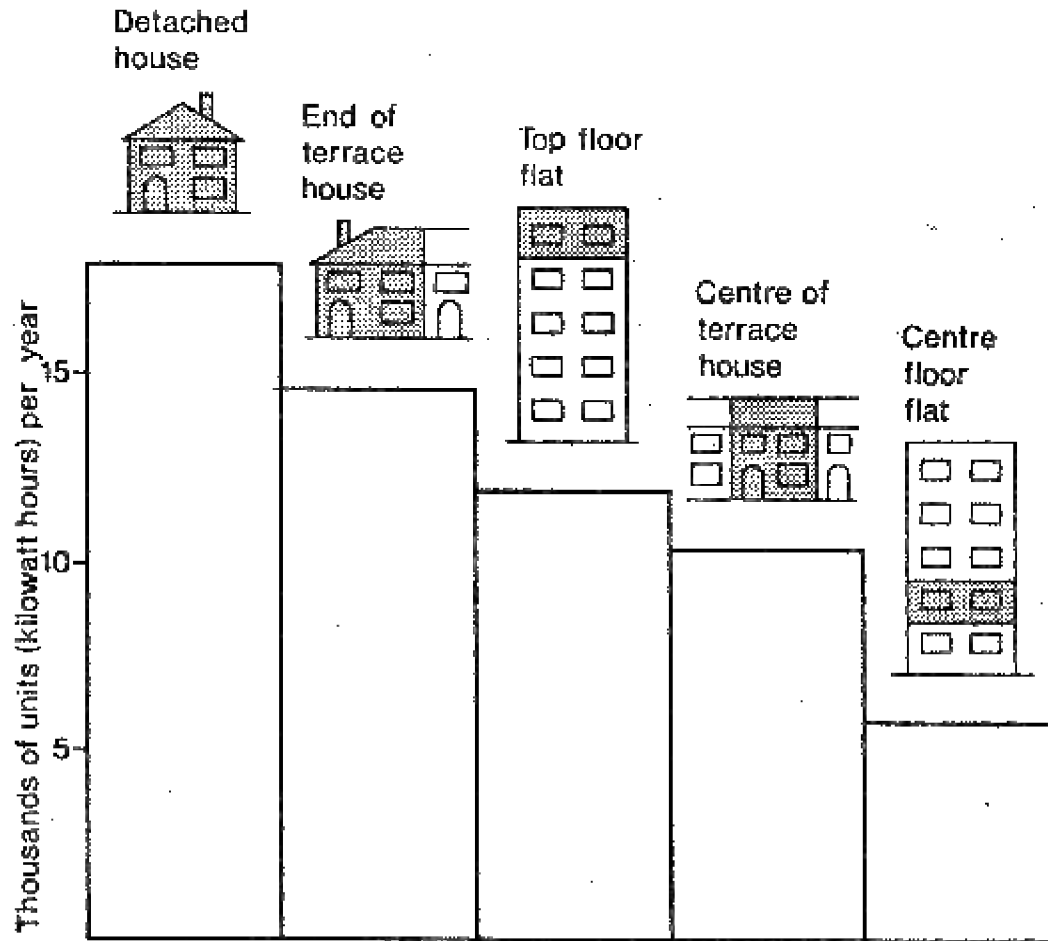 Detached
house
End of
terrace
house
Top floor
flat
Centre of
terrace
house
Centre
floor
flat
Thousands of units (kilowatt hours) per year
15
10
5